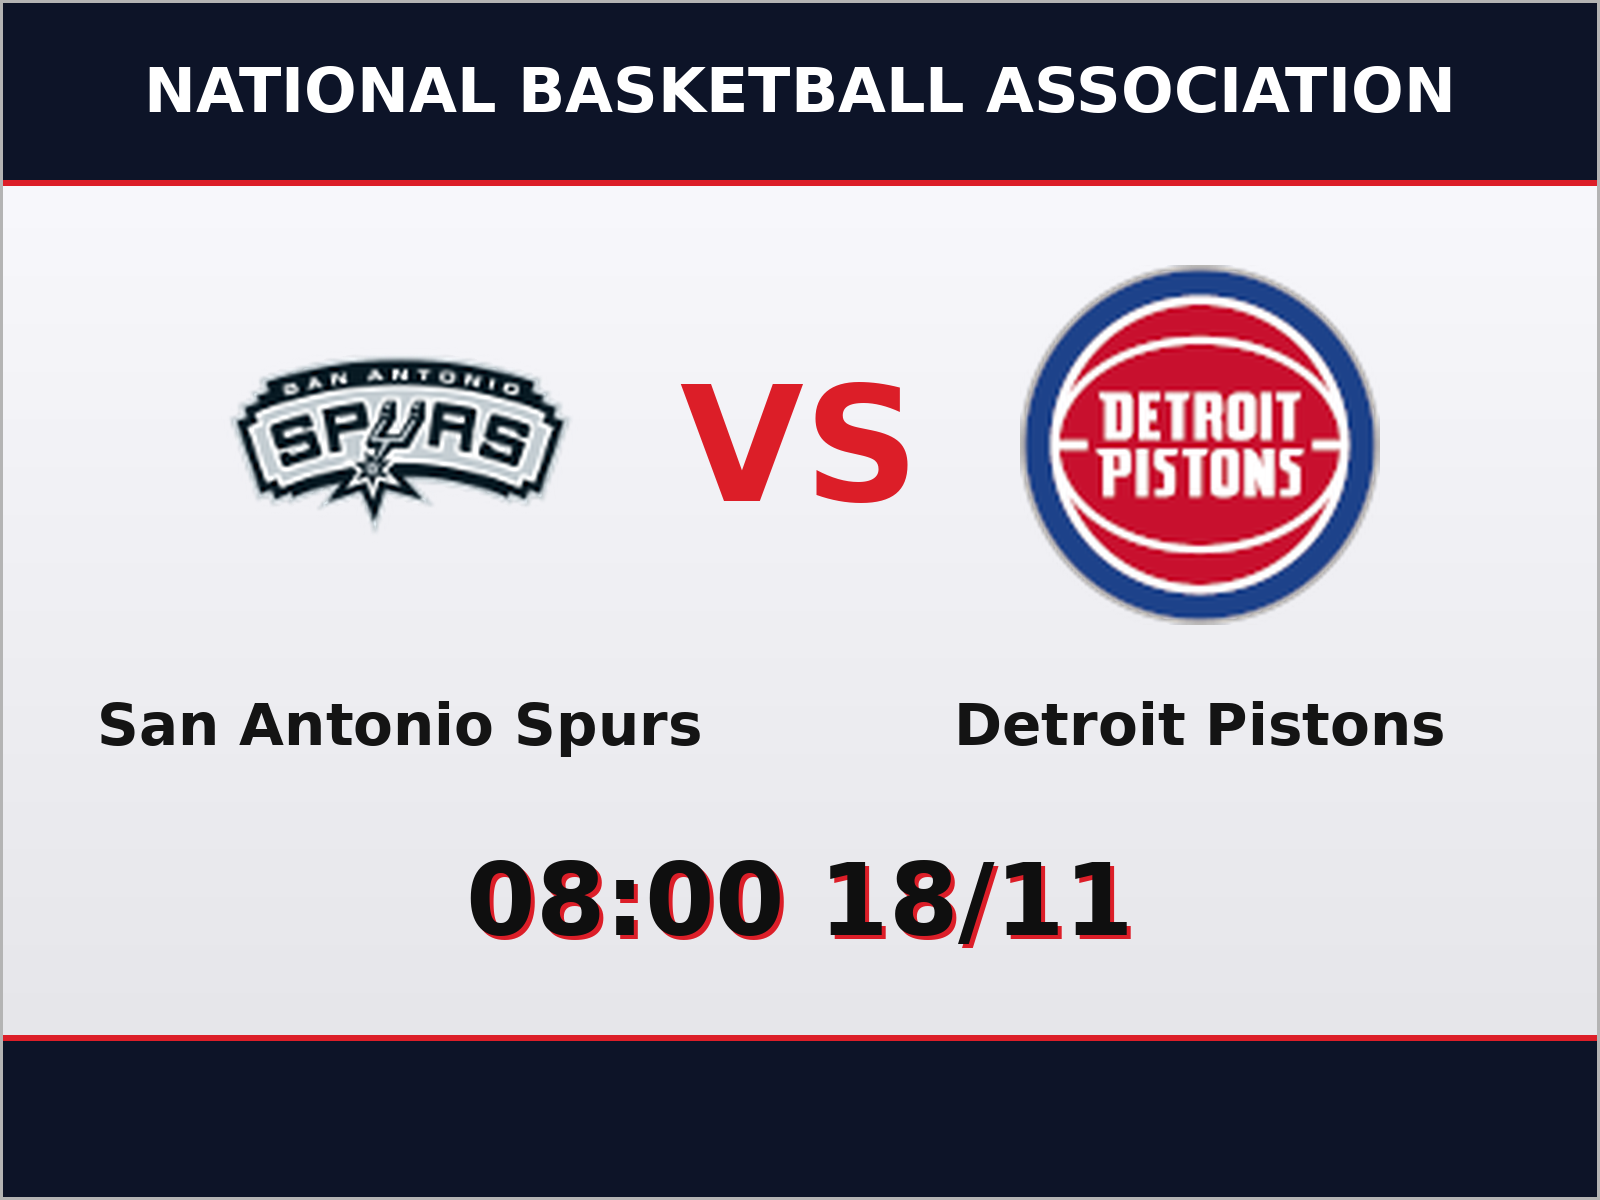 NATIONAL BASKETBALL ASSOCIATION
SAN ANTONIO
SPURS
VS
DETROIT
PISTONS
San Antonio Spurs
Detroit Pistons
08:00 18/11